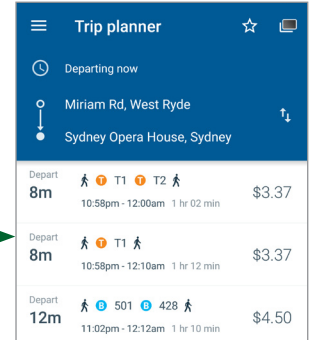 Trip planner
Departing now
Miriam Rd, West Ryde
Sydney Opera House, Sydney
Depart
8m
T T1 T T2
$3.37
10:58pm - 12:00am 1 hr 02 min
Depart
8m
T T1
$3.37
10:58pm - 12:10am 1 hr 12 min
Depart
12m
B 501 B 428
$4.50
11:02pm - 12:12am 1 hr 10 min